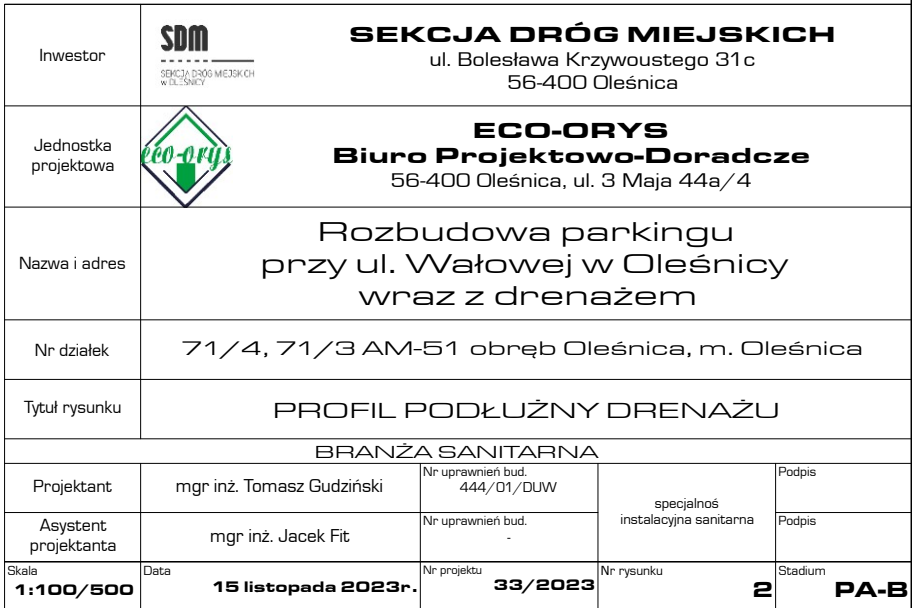 Inwestor
SDM
SEKCJA DRÓG MIEJSKICH
W OLEŚNICY
SEKCJA DRÓG MIEJSKICH
ul. Bolesława Krzywoustego 31c
56-400 Oleśnica
Jednostka
projektowa
eco-orys
ECO-ORYS
Biuro Projektowo-Doradcze
56-400 Oleśnica, ul. 3 Maja 44a/4
Nazwa i adres
Rozbudowa parkingu
przy ul. Wałowej w Oleśnicy
wraz z drenażem
Nr działek
71/4, 71/3 AM-51 obręb Oleśnica, m. Oleśnica
Tytuł rysunku
PROFIL PODŁUŻNY DRENAŻU
BRANŻA SANITARNA
Projektant
mgr inż. Tomasz Gudziński
Nr uprawnień bud.
444/01/DUW
specjalnoś
instalacyjna sanitarna
Podpis
Asystent
projektanta
mgr inż. Jacek Fit
Nr uprawnień bud.
-
Podpis
Skala
1:100/500
Data
15 listopada 2023r.
Nr projektu
33/2023
Nr rysunku
2
Stadium
PA-B